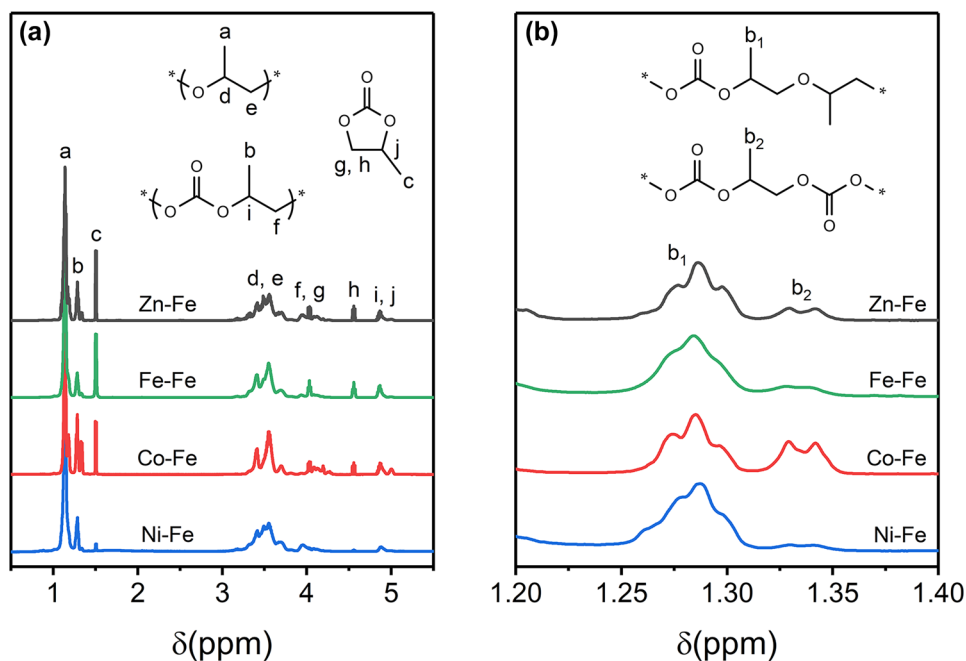 (a)
a
*
(
O
d
e
)
*
O
O
O
g, h
j
c
b
O
*
(
O
O
i
f
)
*
a
b
c
d, e
f, g
h
i, j
Zn-Fe
Fe-Fe
Co-Fe
Ni-Fe
1 2 3 4 5
δ(ppm)
(b)
b₁
O
*
O
O
O
*
b₂
O
*
O
O
O
O
*
O
b₁
b₂
Zn-Fe
Fe-Fe
Co-Fe
Ni-Fe
1.20 1.25 1.30 1.35 1.40
δ(ppm)